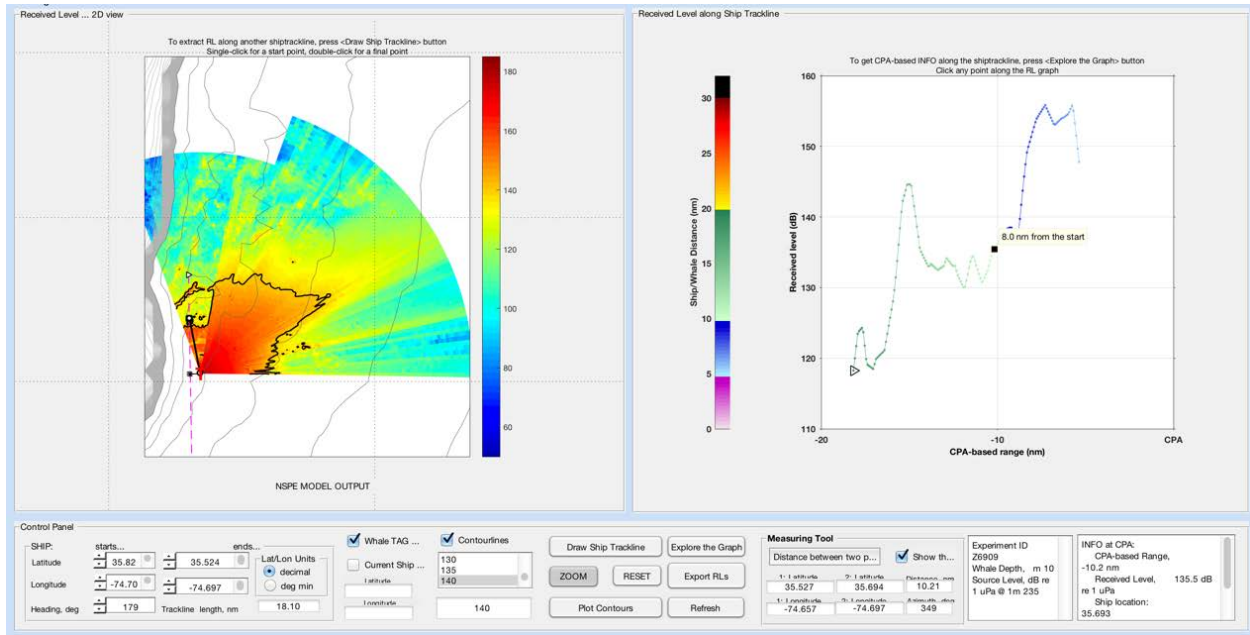 Received Level ... 2D view
To extract RL along another shiptrackline, press <Draw Ship Trackline> button
Single-click for a start point, double-click for a final point
180
160
140
120
100
80
60
NSPE MODEL OUTPUT
Received Level along Ship Trackline
To get CPA-based INFO along the shiptrackline, press <Explore the Graph> button
Click any point along the RL graph
30
25
20
15
10
5
0
Ship/Whale Distance (nm)
160
150
140
130
120
110
Received level (dB)
8.0 nm from the start
-20
-10
CPA
CPA-based range (nm)
Control Panel
SHIP:
starts...
ends...
Latitude
35.82
35.524
Longitude
-74.70
-74.697
Heading, deg
179
Trackline length, nm
18.10
Lat/Lon Units
decimal
deg min
Whale TAG ...
Current Ship ...
Latitude
Longitude
Contourlines
130
135
140
140
Draw Ship Trackline
Explore the Graph
ZOOM
RESET
Export RLs
Plot Contours
Refresh
Measuring Tool
Distance between two p...
Show th...
1: Latitude
2: Latitude
Distance, nm
35.527
35.694
10.21
1: Longitude
2: Longitude
Azimuth, deg
-74.657
-74.697
349
Experiment ID
Z6909
Whale Depth, m 10
Source Level, dB re
1 uPa @ 1m 235
INFO at CPA:
CPA-based Range,
-10.2 nm
Received Level, 135.5 dB
re 1 uPa
Ship location:
35.693